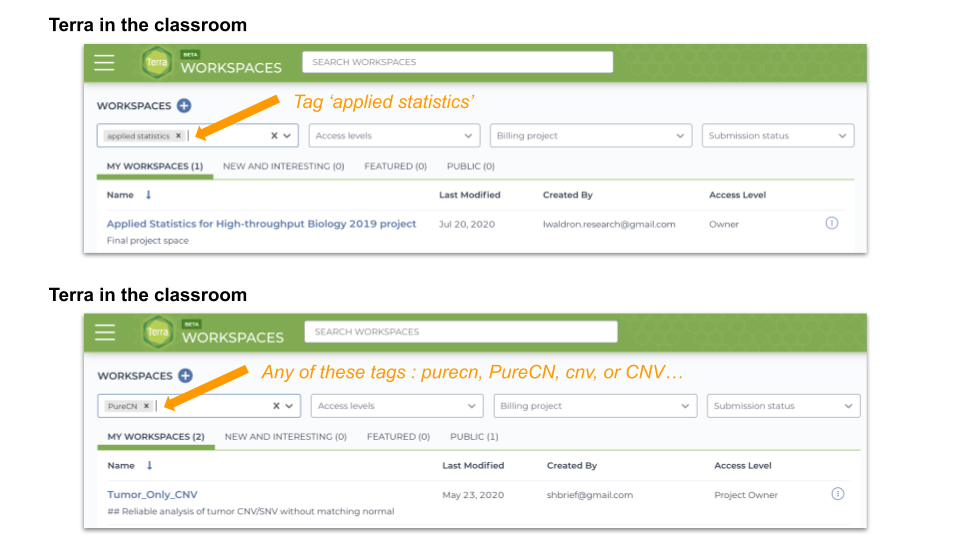 Terra in the classroom
Terra BETA WORKSPACES SEARCH WORKSPACES
Tag ‘applied statistics’
WORKSPACES
applied statistics Access levels Billing project Submission status
MY WORKSPACES (1) NEW AND INTERESTING (0) FEATURED (0) PUBLIC (0)
Name Last Modified Created By Access Level
Applied Statistics for High-throughput Biology 2019 project Jul 20, 2020 lwaldron.research@gmail.com Owner
Final project space
Terra in the classroom
Terra BETA WORKSPACES SEARCH WORKSPACES
Any of these tags : purecn, PureCN, cnv, or CNV…
WORKSPACES
PureCN Access levels Billing project Submission status
MY WORKSPACES (2) NEW AND INTERESTING (0) FEATURED (0) PUBLIC (1)
Name Last Modified Created By Access Level
Tumor_Only_CNV May 23, 2020 shbrief@gmail.com Project Owner
## Reliable analysis of tumor CNV/SNV without matching normal